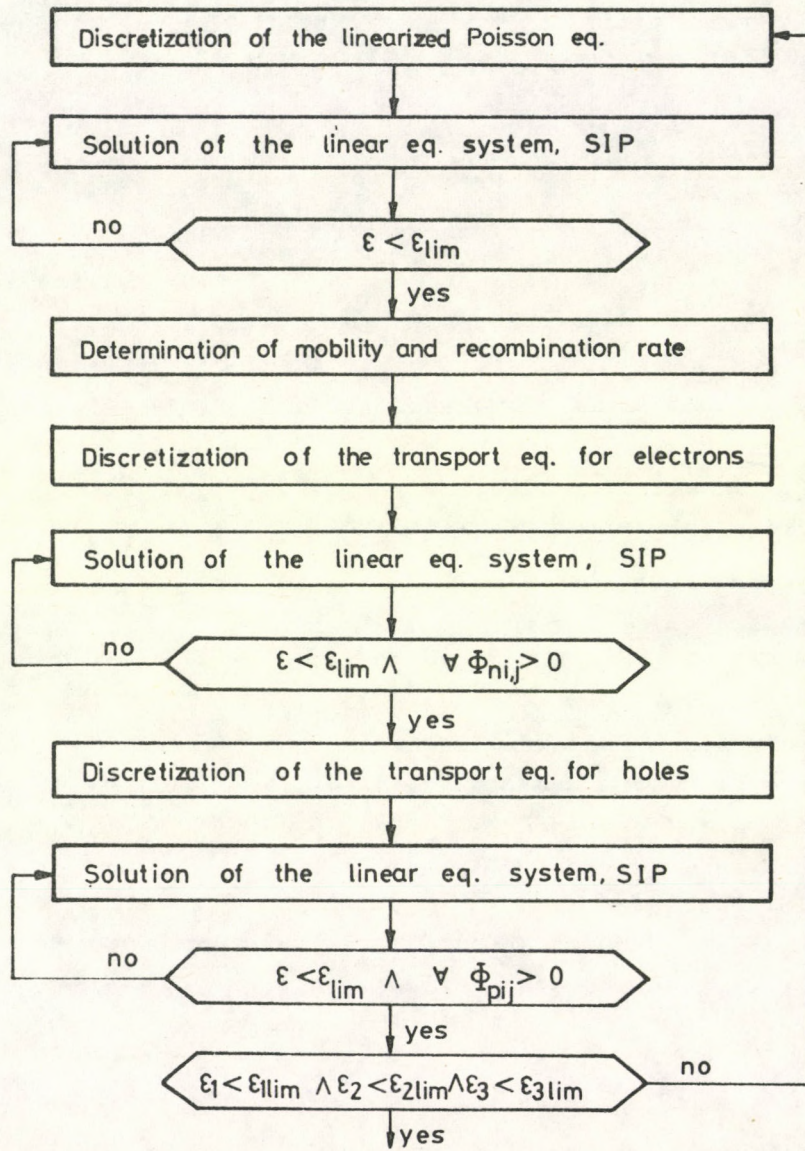 Discretization of the linearized Poisson eq.
Solution of the linear eq. system, SIP
no
ε < εlim
yes
Determination of mobility and recombination rate
Discretization of the transport eq. for electrons
Solution of the linear eq. system, SIP
no
ε < εlim ∧ ∀ Φni,j > 0
yes
Discretization of the transport eq. for holes
Solution of the linear eq. system, SIP
no
ε < εlim ∧ ∀ Φpij > 0
yes
ε1 < ε1lim ∧ ε2 < ε2lim ∧ ε3 < ε3lim
no
yes